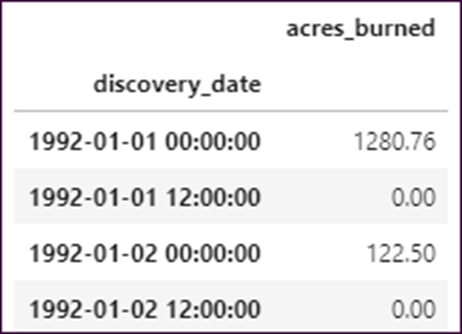 acres_burned
discovery_date
1992-01-01 00:00:00 1280.76
1992-01-01 12:00:00 0.00
1992-01-02 00:00:00 122.50
1992-01-02 12:00:00 0.00